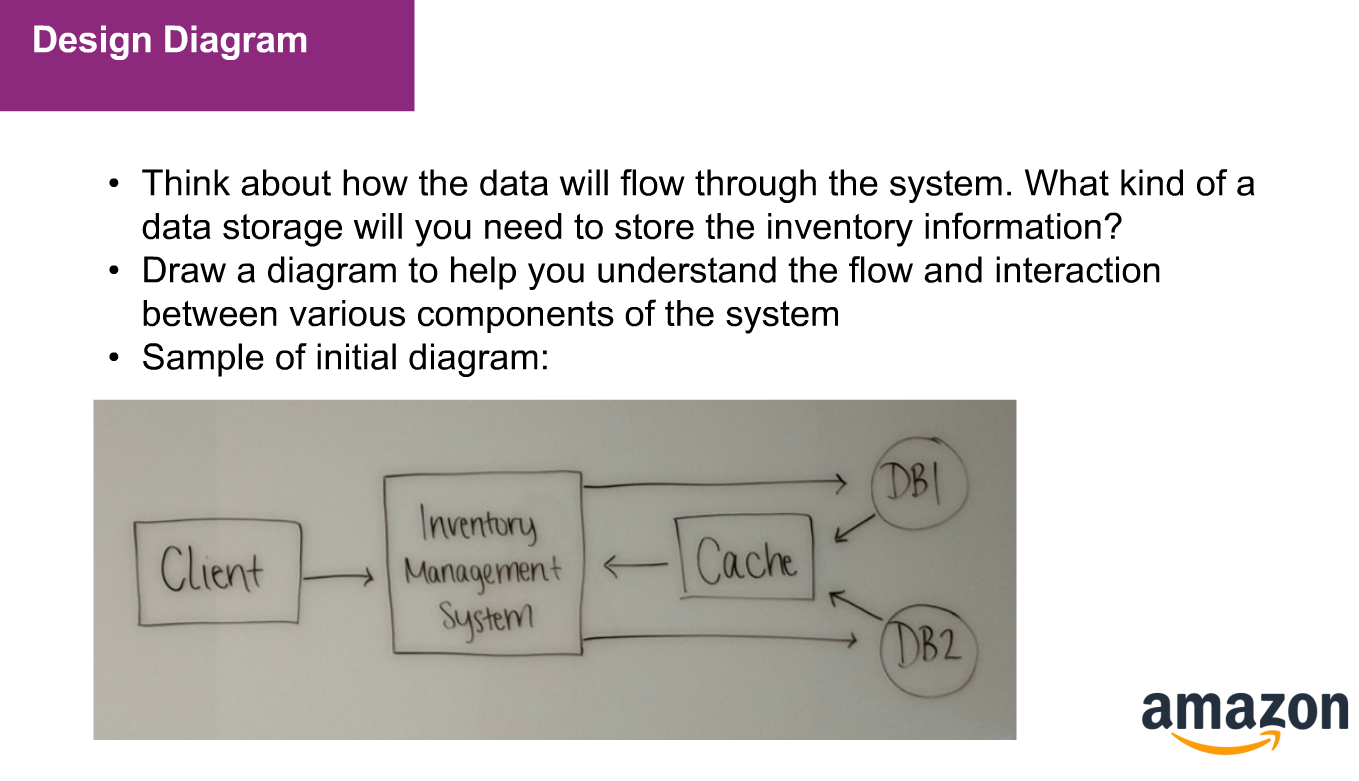 Design Diagram
• Think about how the data will flow through the system. What kind of a
data storage will you need to store the inventory information?
• Draw a diagram to help you understand the flow and interaction
between various components of the system
• Sample of initial diagram:
Client
Inventory
Management
System
Cache
DB1
DB2
amazon